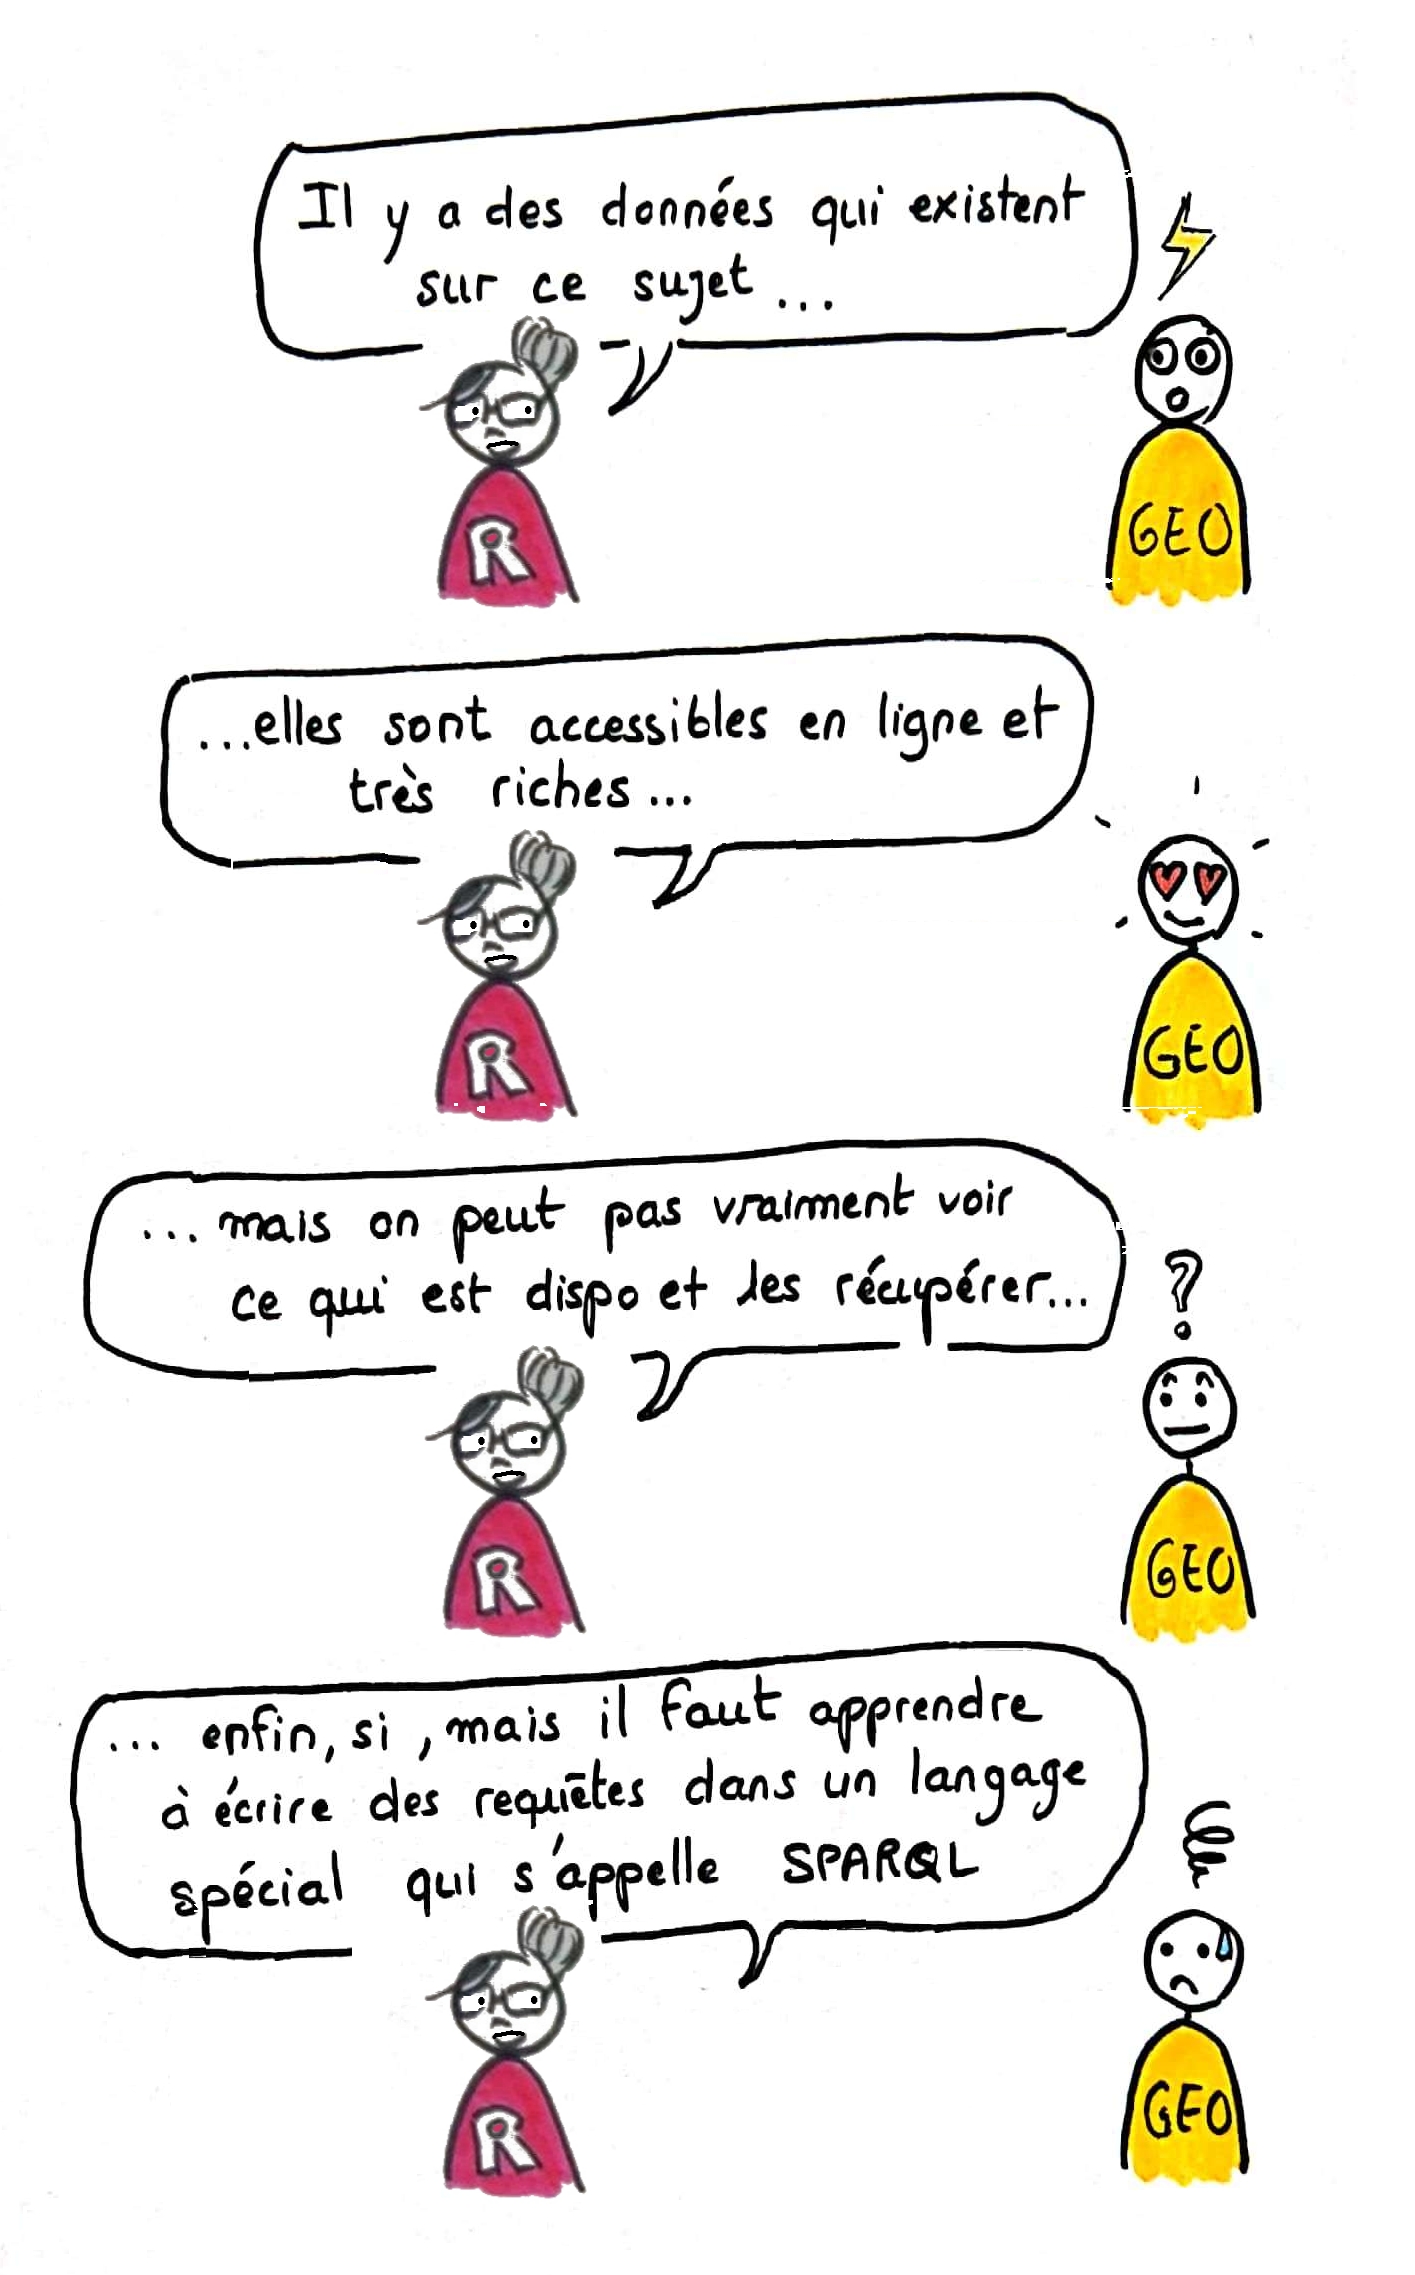 Il y a des données qui existent
sur ce sujet...
R
GEO
...elles sont accessibles en ligne et
très riches...
R
GEO
... mais on peut pas vraiment voir
ce qui est dispo et les récupérer...
?
R
GEO
... enfin, si, mais il faut apprendre
à écrire des requêtes dans un langage
spécial qui s'appelle SPARQL
R
GEO